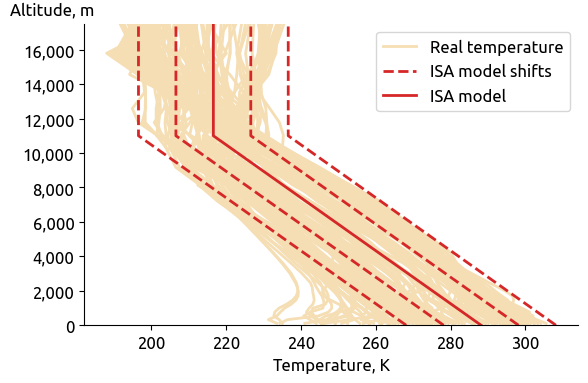 Altitude, m
16,000
14,000
12,000
10,000
8,000
6,000
4,000
2,000
0
200 220 240 260 280 300
Temperature, K
Real temperature
ISA model shifts
ISA model